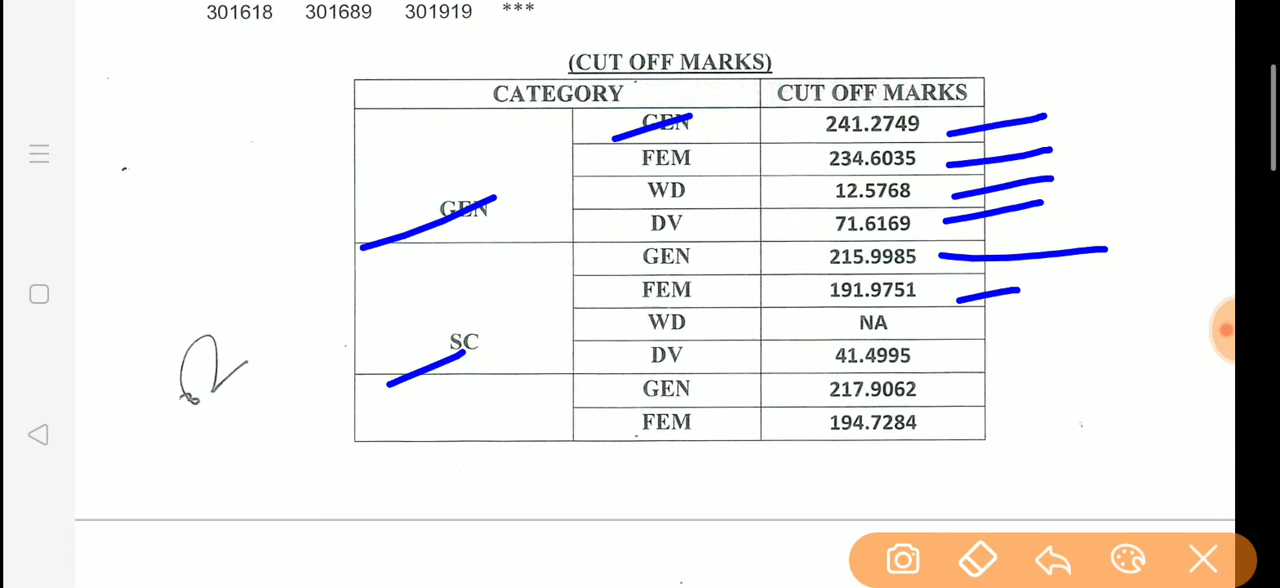 301618 301689 301919 ***
(CUT OFF MARKS)
CATEGORY CUT OFF MARKS
GEN 241.2749
FEM 234.6035
WD 12.5768
GEN
DV 71.6169
GEN 215.9985
FEM 191.9751
WD NA
SC
DV 41.4995
GEN 217.9062
FEM 194.7284